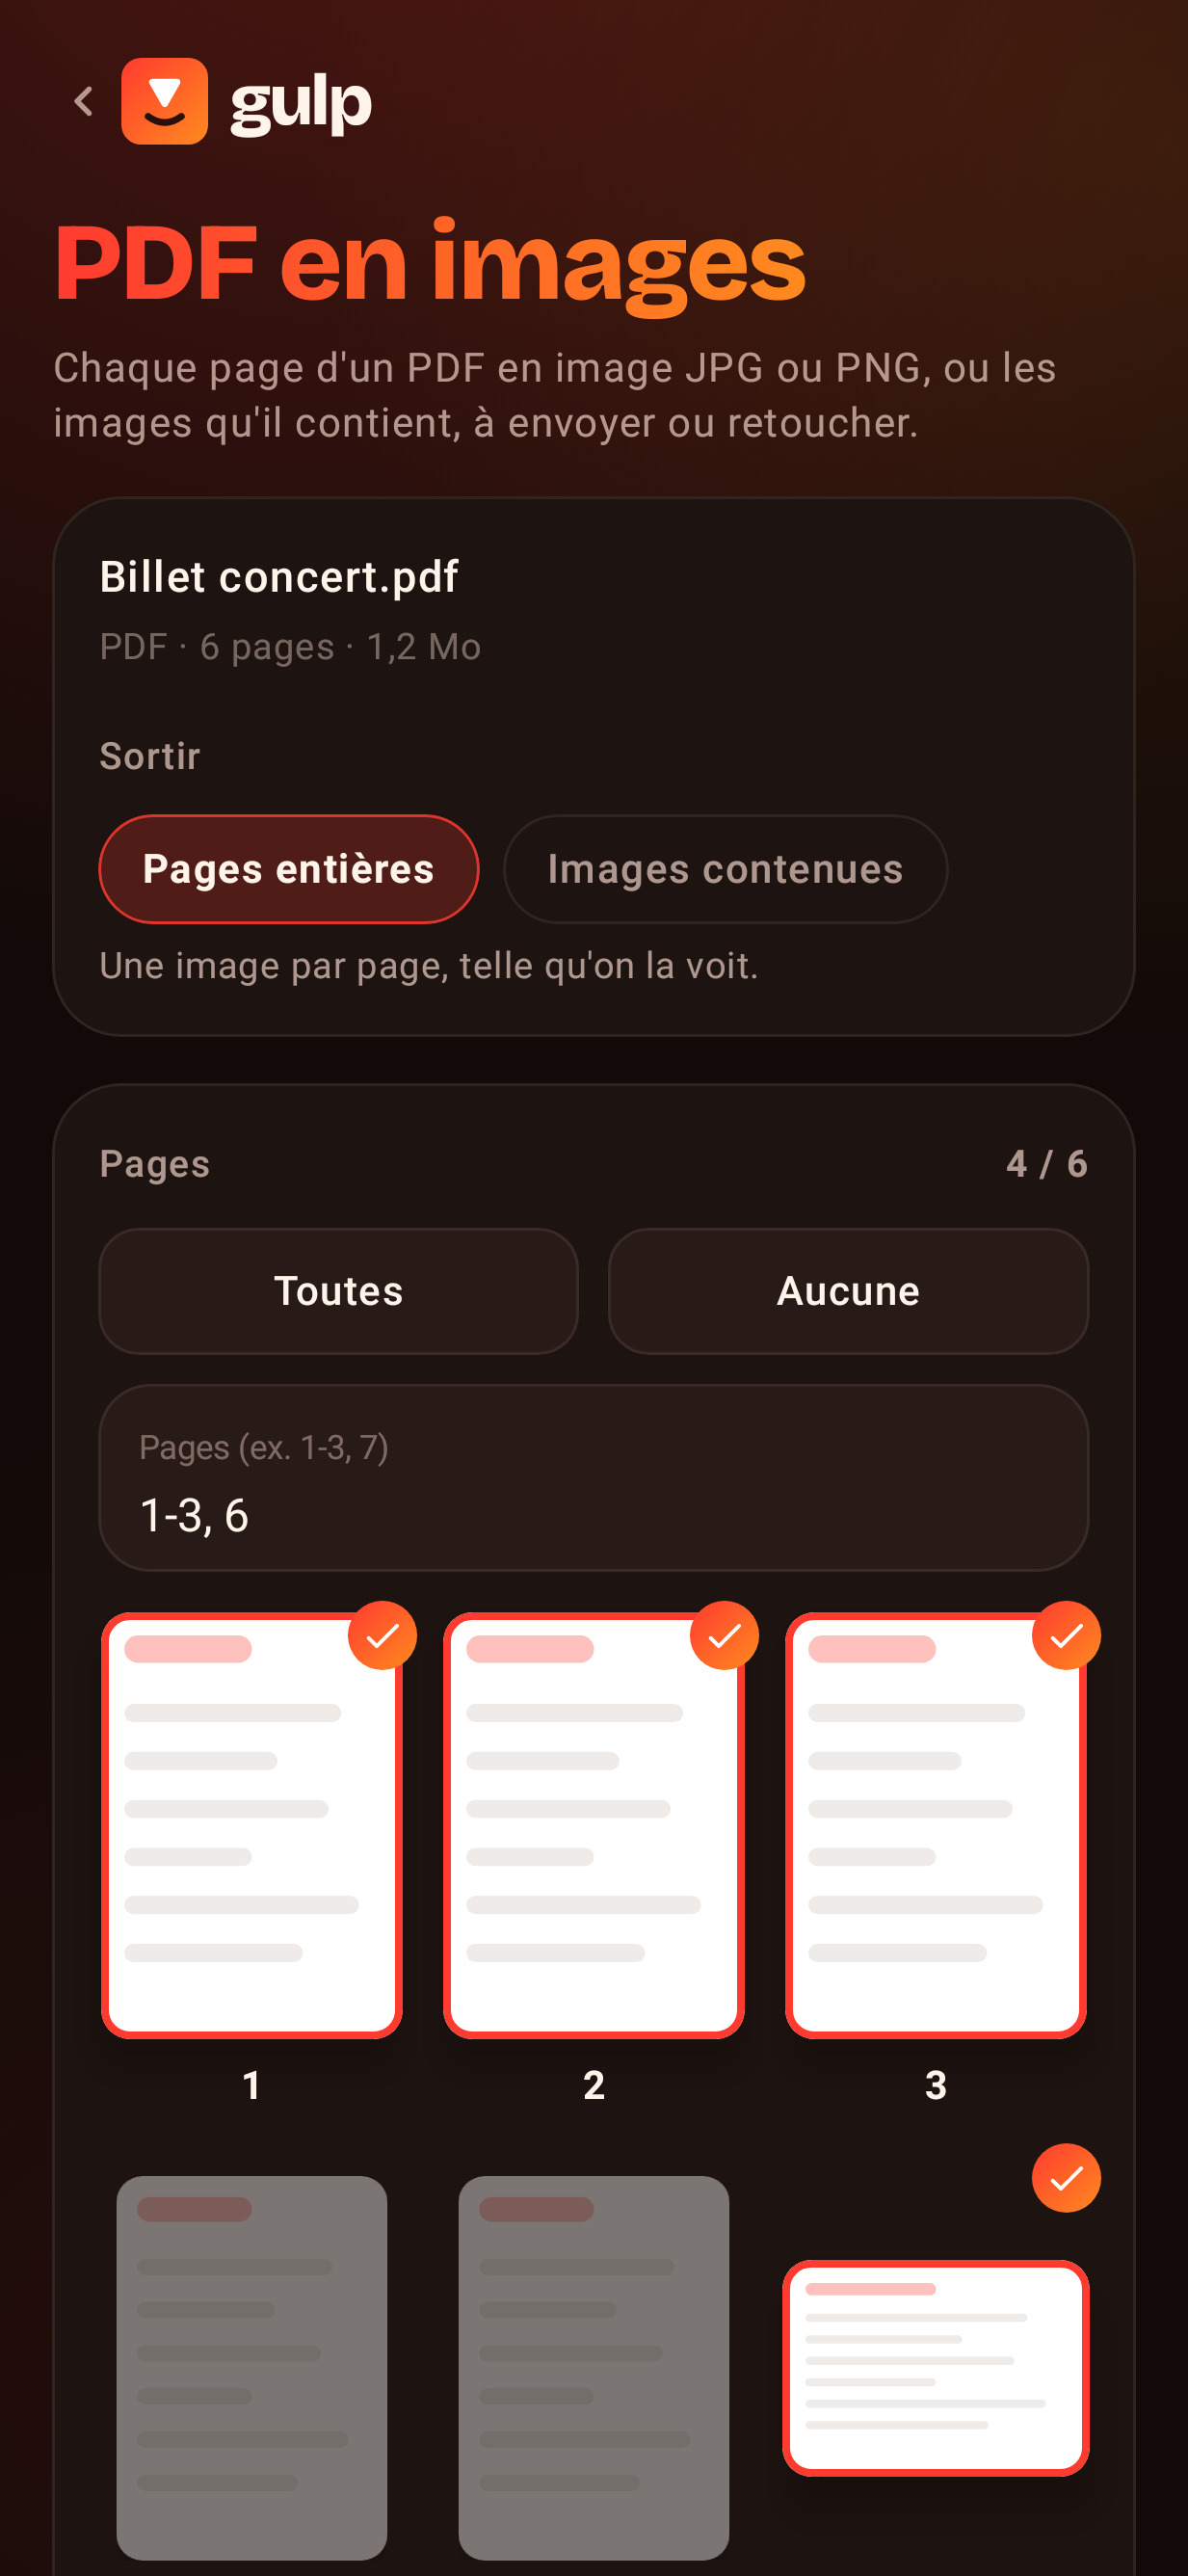 gulp
PDF en images
Chaque page d'un PDF en image JPG ou PNG, ou les
images qu'il contient, à envoyer ou retoucher.
Billet concert.pdf
PDF · 6 pages · 1,2 Mo
Sortir
Pages entières
Images contenues
Une image par page, telle qu'on la voit.
Pages
4 / 6
Toutes
Aucune
Pages (ex. 1-3, 7)
1-3, 6
1
2
3